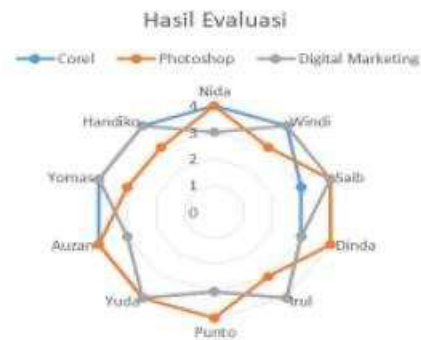 Hasil Evaluasi
Corel Photoshop Digital Marketing
Nida
Handiko 4 Windi
3
Yomas 2 Saib
1
0
Auzan Dinda
Yuda Irul
Punto